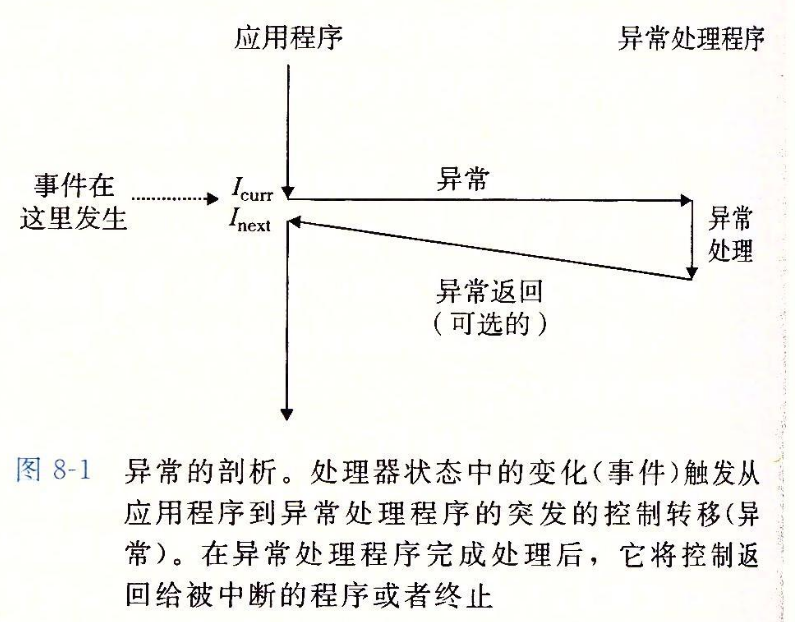 应用程序
异常处理程序
事件在
这里发生
I curr
I next
异常
异常
处理
异常返回
(可选的)
图 8-1 异常的剖析。处理器状态中的变化(事件)触发从
应用程序到异常处理程序的突发的控制转移(异
常)。在异常处理程序完成处理后，它将控制返
回给被中断的程序或者终止